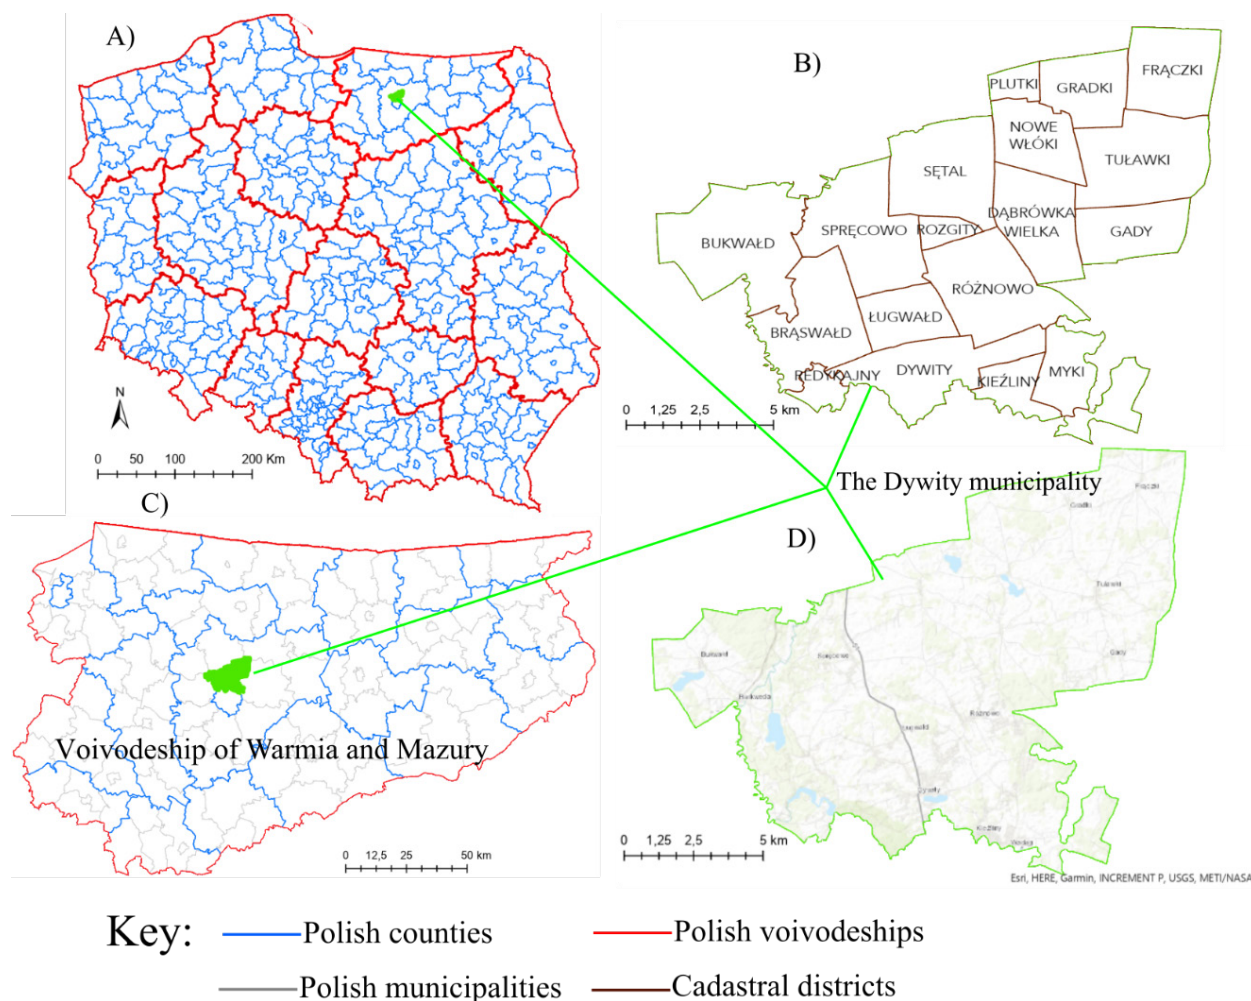 A)
N
0 50 100 200 Km
B)
FRĄCZKI
PLUTKI
GRADKI
NOWE
WŁÓKI
TUŁAWKI
SĘTAL
DĄBRÓWKA
WIELKA
BUKWAŁD
SPRĘCOWO
ROZGITY
GADY
RÓŻNOWO
ŁUGWAŁD
BRĄSWAŁD
REDYKAJNY
DYWITY
KIEŹLINY
MYKI
0 1,25 2,5 5 km
The Dywity municipality
C)
Voivodeship of Warmia and Mazury
0 12,5 25 50 km
D)
Gady
Dywity
0 1,25 2,5 5 km
Esri, HERE, Garmin, INCREMENT P, USGS, METI/NASA
Key:
Polish counties
Polish voivodeships
Polish municipalities
Cadastral districts